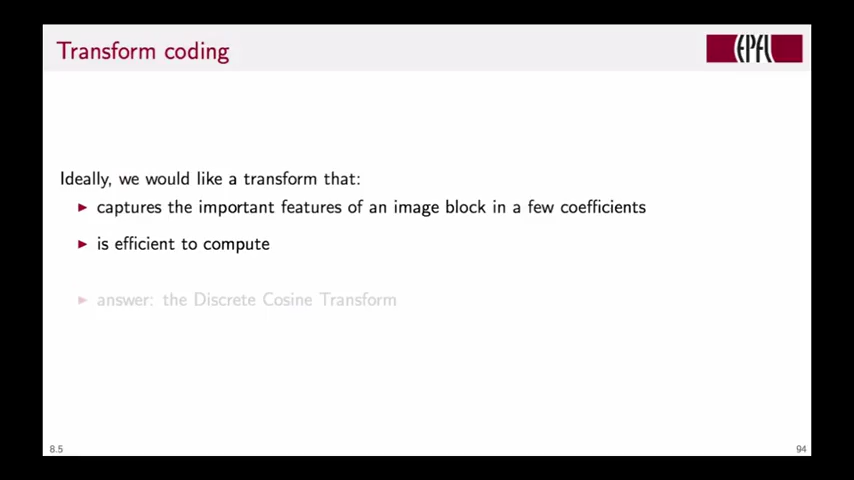 Transform coding
EPFL
Ideally, we would like a transform that:
captures the important features of an image block in a few coefficients
is efficient to compute
answer: the Discrete Cosine Transform
8.5
94